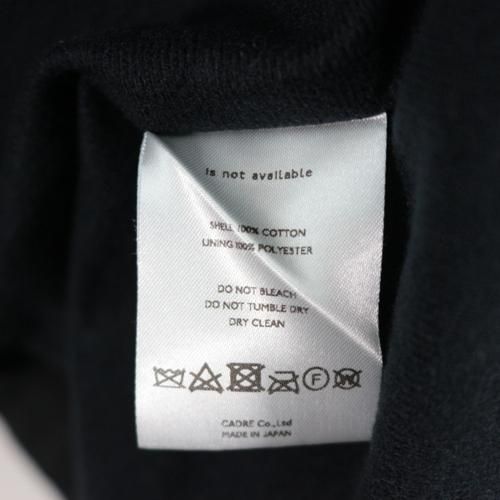 is not available
SHELL 100% COTTON
LINING 100% POLYESTER
DO NOT BLEACH
DO NOT TUMBLE DRY
DRY CLEAN
F W
CADRE Co.,Ltd
MADE IN JAPAN